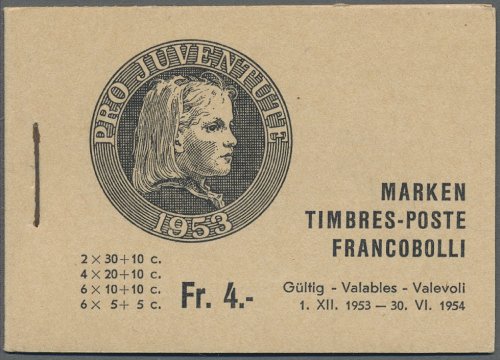 PRO JUVENTUTE
1953
MARKEN
TIMBRES-POSTE
FRANCOBOLLI
2 × 30 + 10 c.
4 × 20 + 10 c.
6 × 10 + 10 c.
6 × 5 + 5 c.
Fr. 4.-
Gültig - Valables - Valevoli
1. XII. 1953 — 30. VI. 1954